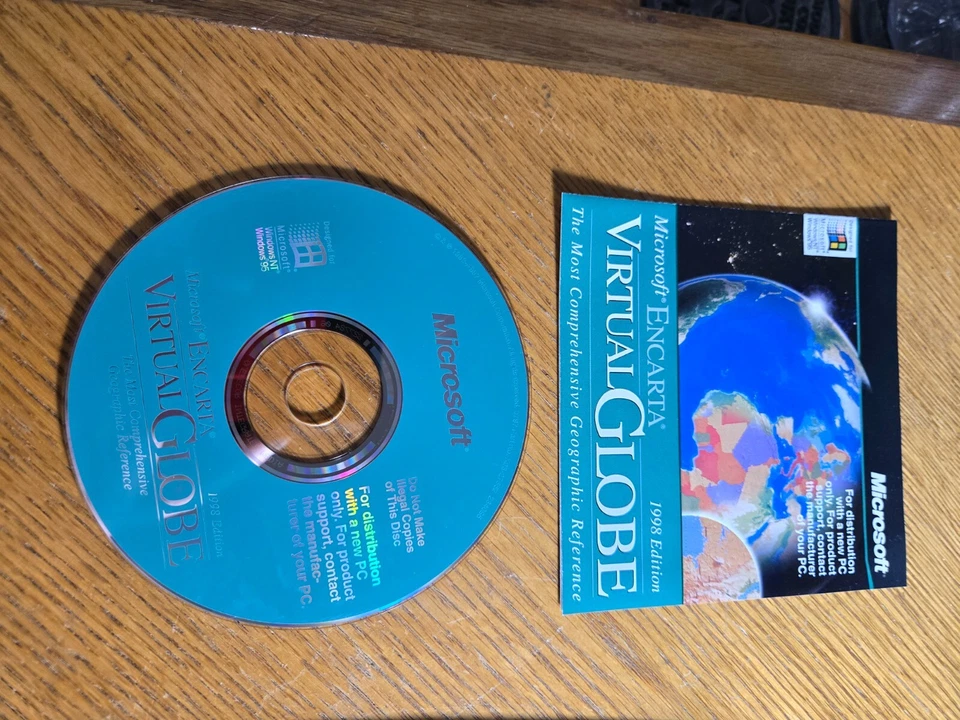 Microsoft®
Do Not Make
Illegal Copies
of This Disc
For distribution
with a new PC
only. For product
support, contact
the manufac-
turer of your PC.
Designed for
Microsoft®
Windows NT®
Windows®95
Microsoft® ENCARTA®
1998 Edition
VIRTUAL GLOBE
The Most Comprehensive
Geographic Reference
Microsoft®
For distribution
with a new PC
only. For product
support, contact
the manufacturer
of your PC.
Microsoft® ENCARTA®
1998 Edition
VIRTUAL GLOBE
The Most Comprehensive Geographic Reference